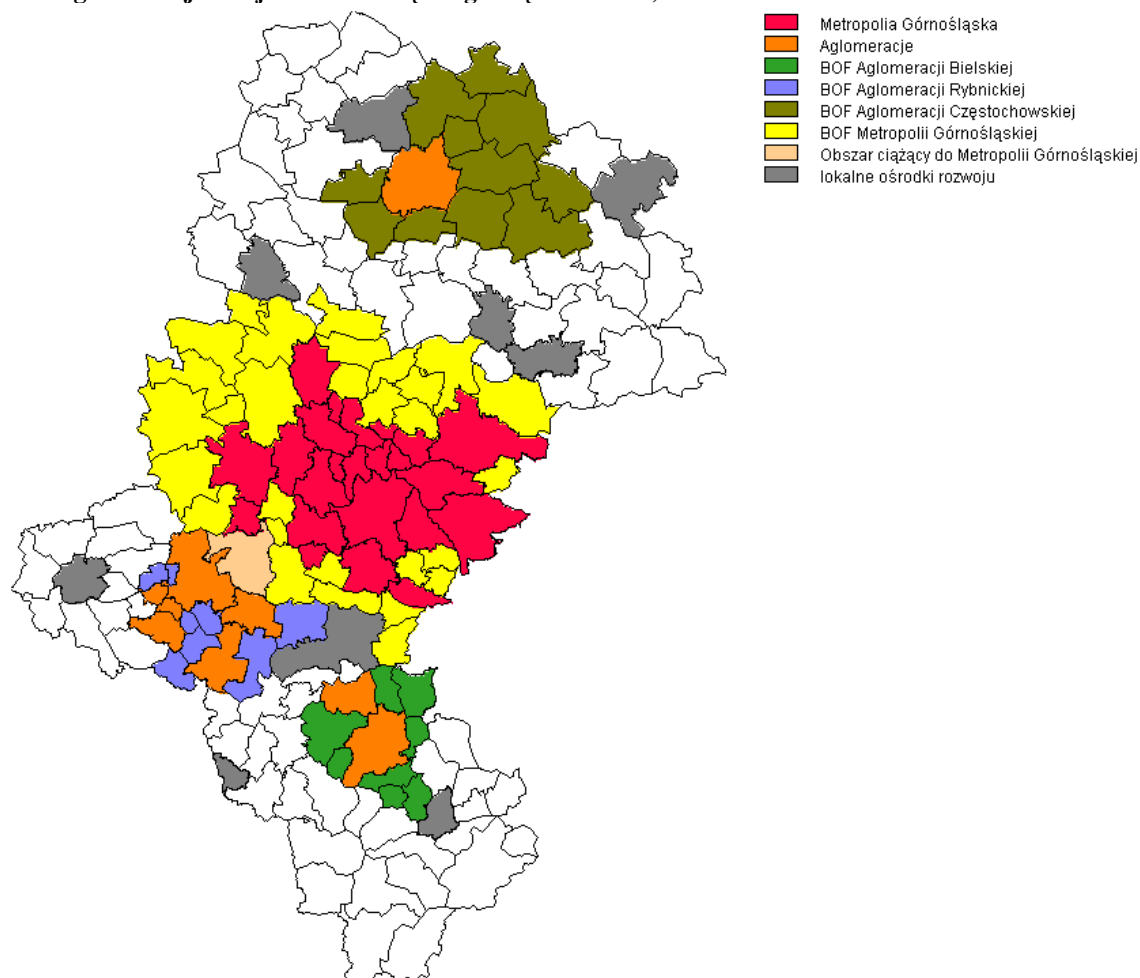 Metropolia Górnośląska
Aglomeracje
BOF Aglomeracji Bielskiej
BOF Aglomeracji Rybnickiej
BOF Aglomeracji Częstochowskiej
BOF Metropolii Górnośląskiej
Obszar ciążący do Metropolii Górnośląskiej
lokalne ośrodki rozwoju